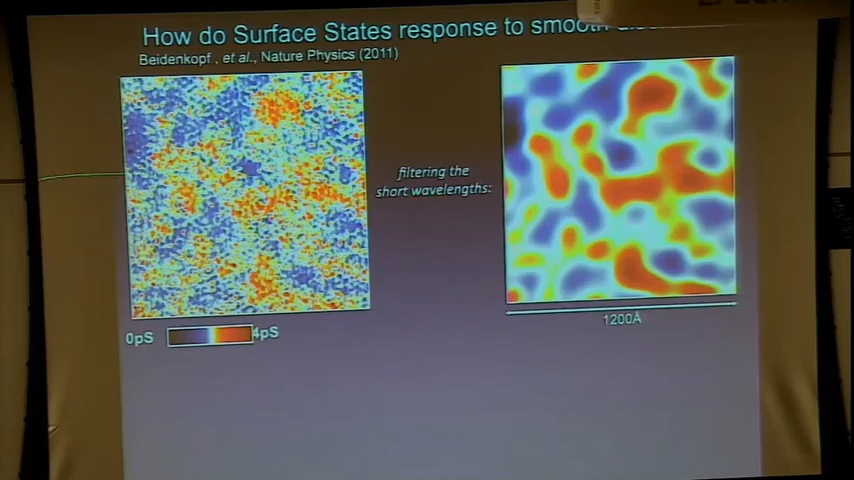 How do Surface States response to smooth
Beidenkopf , et al., Nature Physics (2011)
filtering the
short wavelengths:
0pS
4pS
1200Å